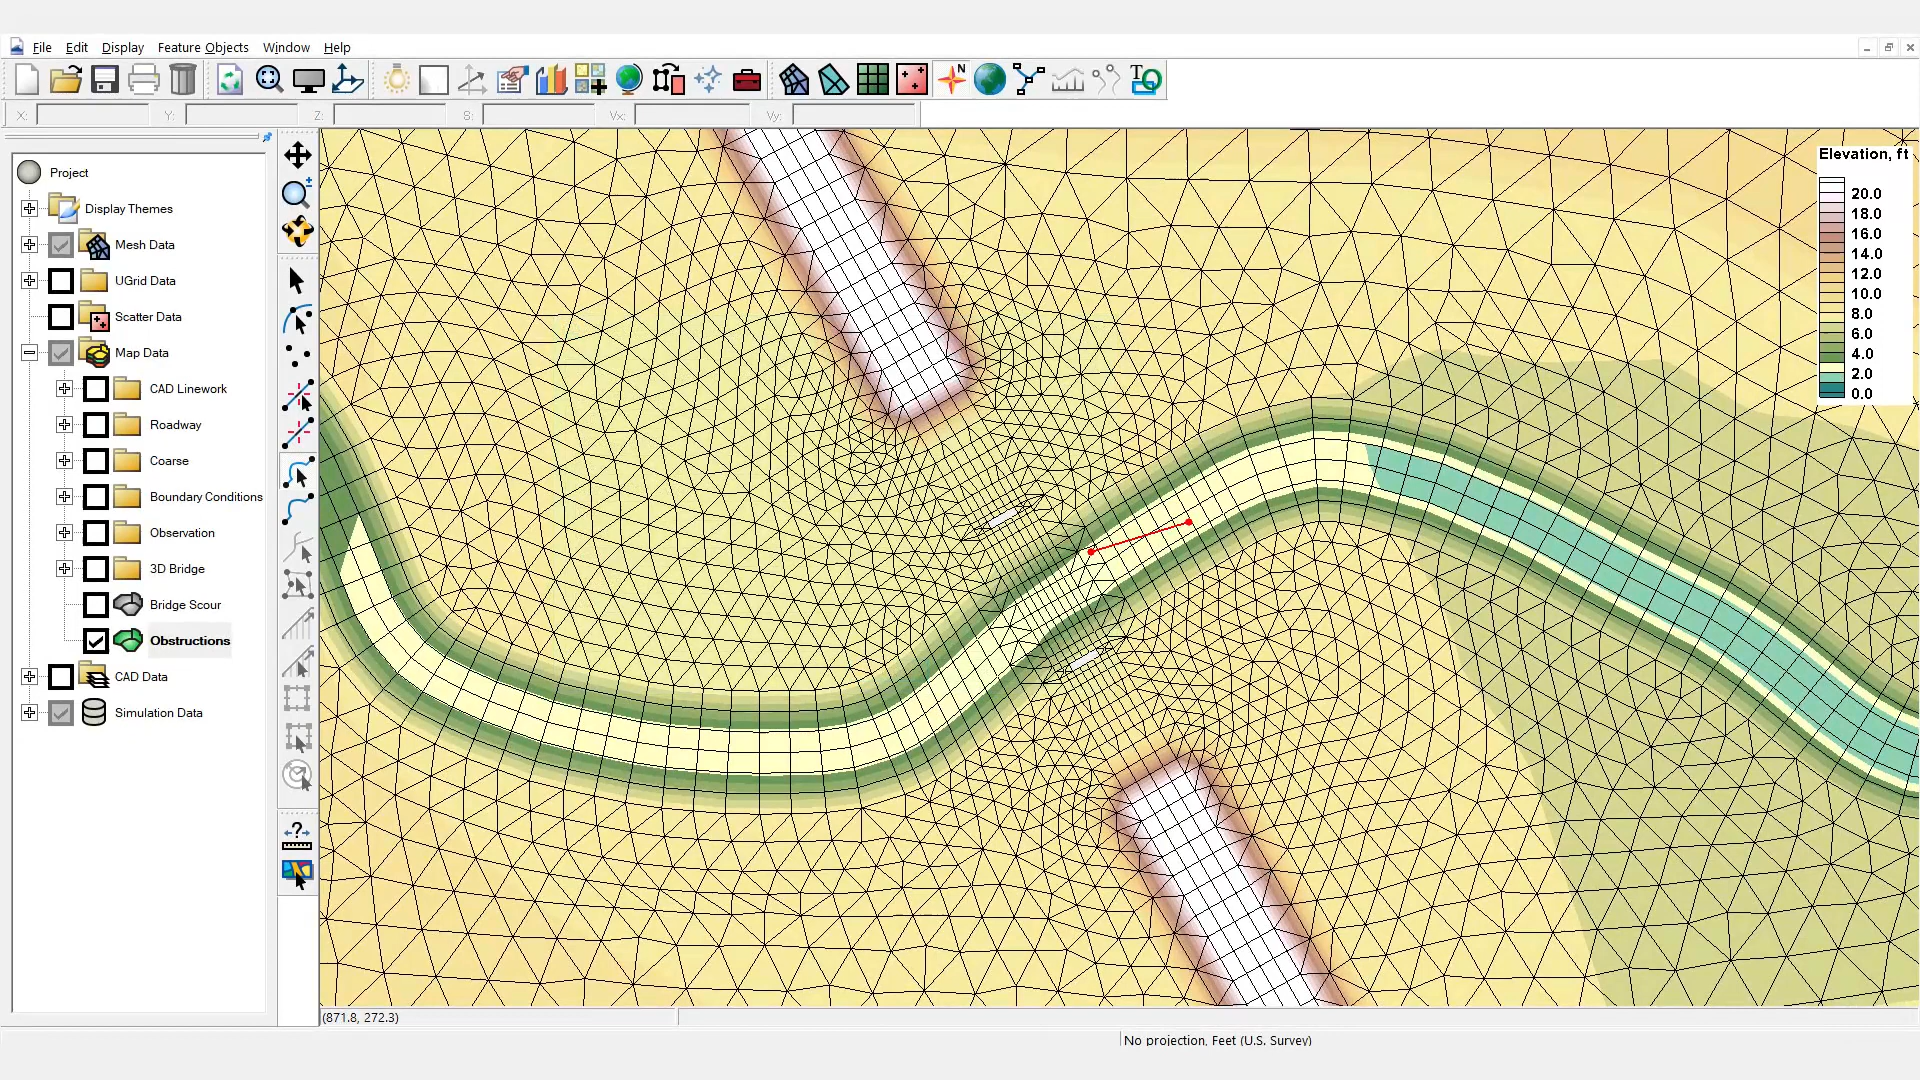 File Edit Display Feature Objects Window Help
N
TO
X: Y: Z: S: Vx: Vy:
Project
Display Themes
Mesh Data
UGrid Data
Scatter Data
Map Data
CAD Linework
Roadway
Coarse
Boundary Conditions
Observation
3D Bridge
Bridge Scour
Obstructions
CAD Data
Simulation Data
Elevation, ft
20.0
18.0
16.0
14.0
12.0
10.0
8.0
6.0
4.0
2.0
0.0
(871.8, 272.3)
No projection, Feet (U.S. Survey)